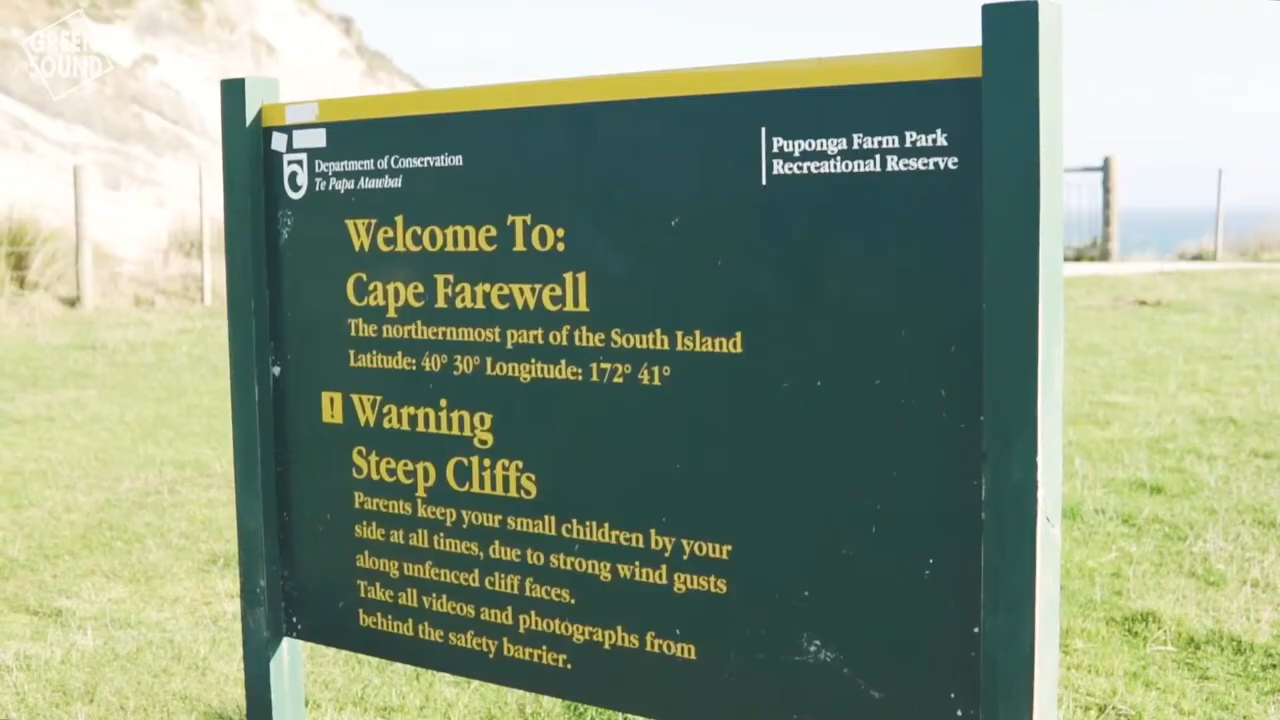 GREEN
SOUND
Department of Conservation
Te Papa Atawhai
Puponga Farm Park
Recreational Reserve
Welcome To:
Cape Farewell
The northernmost part of the South Island
Latitude: 40° 30° Longitude: 172° 41°
! Warning
Steep Cliffs
Parents keep your small children by your
side at all times, due to strong wind gusts
along unfenced cliff faces.
Take all videos and photographs from
behind the safety barrier.